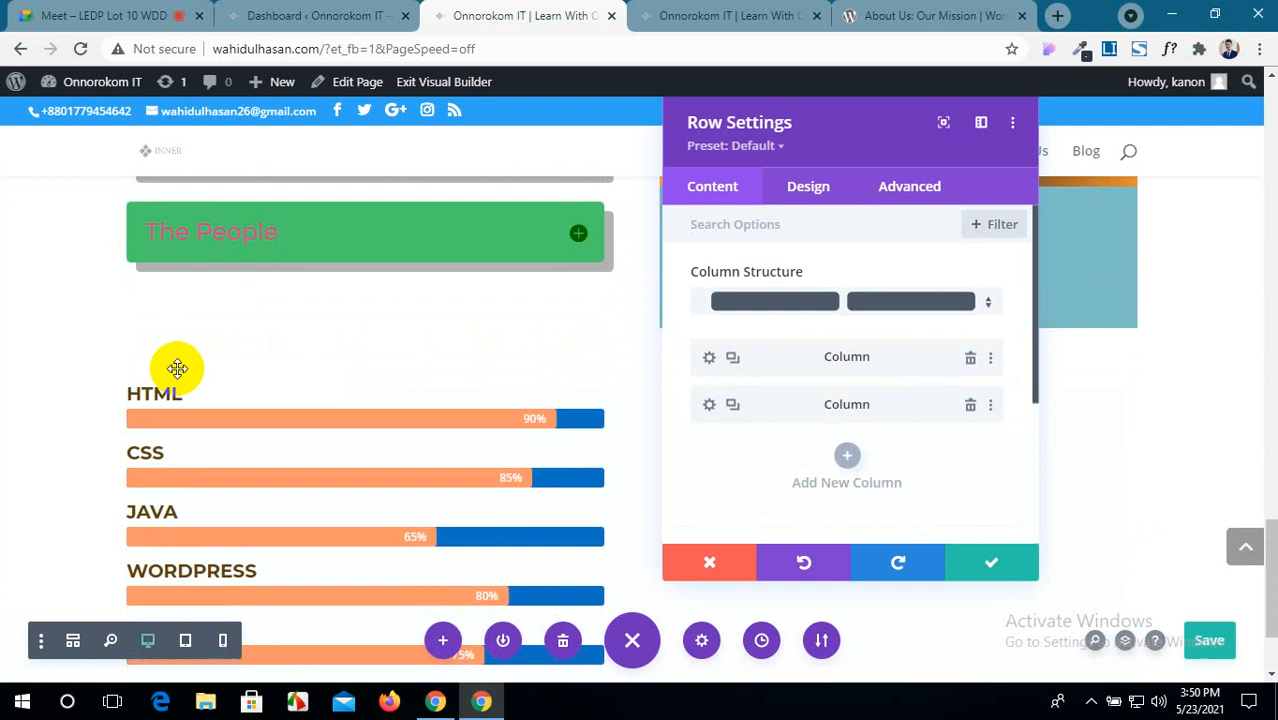 Meet – LEDP Lot 10 WDD
Dashboard ‹ Onnorokom IT —
Onnorokom IT | Learn With O
Onnorokom IT | Learn With O
About Us: Our Mission | Wor
Not secure
wahidulhasan.com/?et_fb=1&PageSpeed=off
Onnorokom IT
1
0
New
Edit Page
Exit Visual Builder
Howdy, kanon
+8801779454642
wahidulhasan26@gmail.com
INNER
Us
Blog
Row Settings
Preset: Default
Content
Design
Advanced
Search Options
+ Filter
The People
Column Structure
Column
Column
Add New Column
HTML
90%
CSS
85%
JAVA
65%
WORDPRESS
80%
75%
Activate Windows
Go to Setting
Save
3:50 PM
5/23/2021